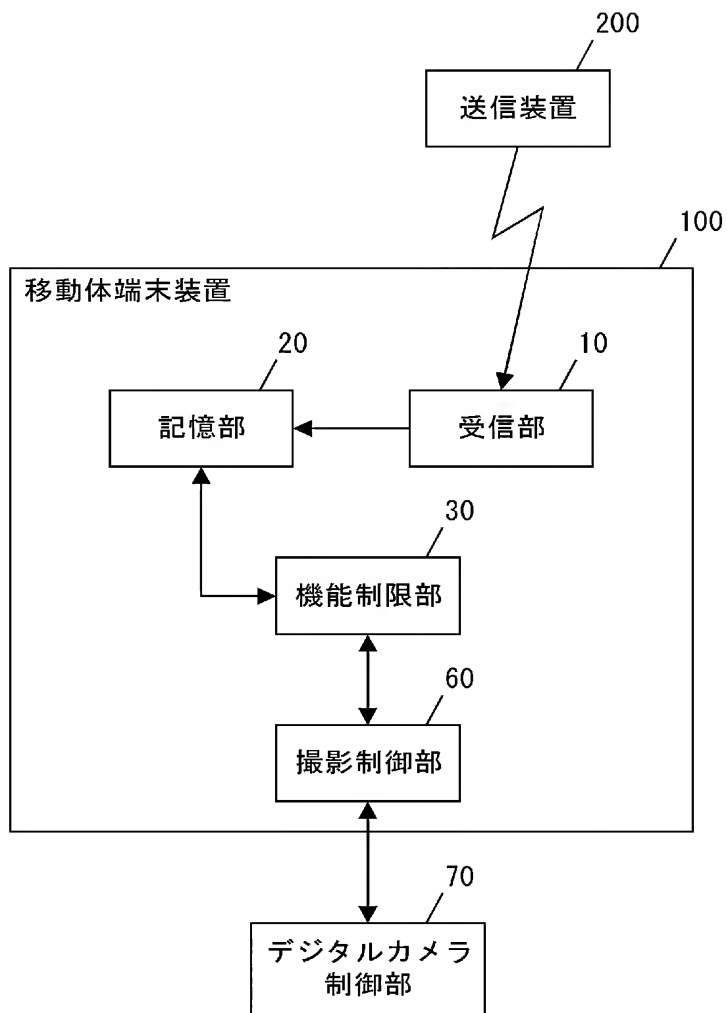 200
送信装置
100
移動体端末装置
20
10
記憶部
受信部
30
機能制限部
60
撮影制御部
70
デジタルカメラ
制御部